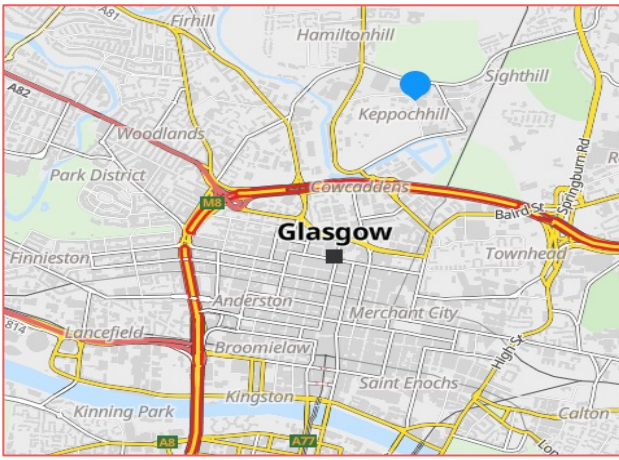 A81
Firhill
Hamiltonhill
Sighthill
A82
Keppochhill
Woodlands
Park District
Springburn Rd
M8
Cowcaddens
Baird St
Glasgow
Finnieston
Townhead
Anderston
Merchant City
814
Lancefield
Broomielaw
High St
Saint Enochs
Kingston
Kinning Park
Calton
A8
A77